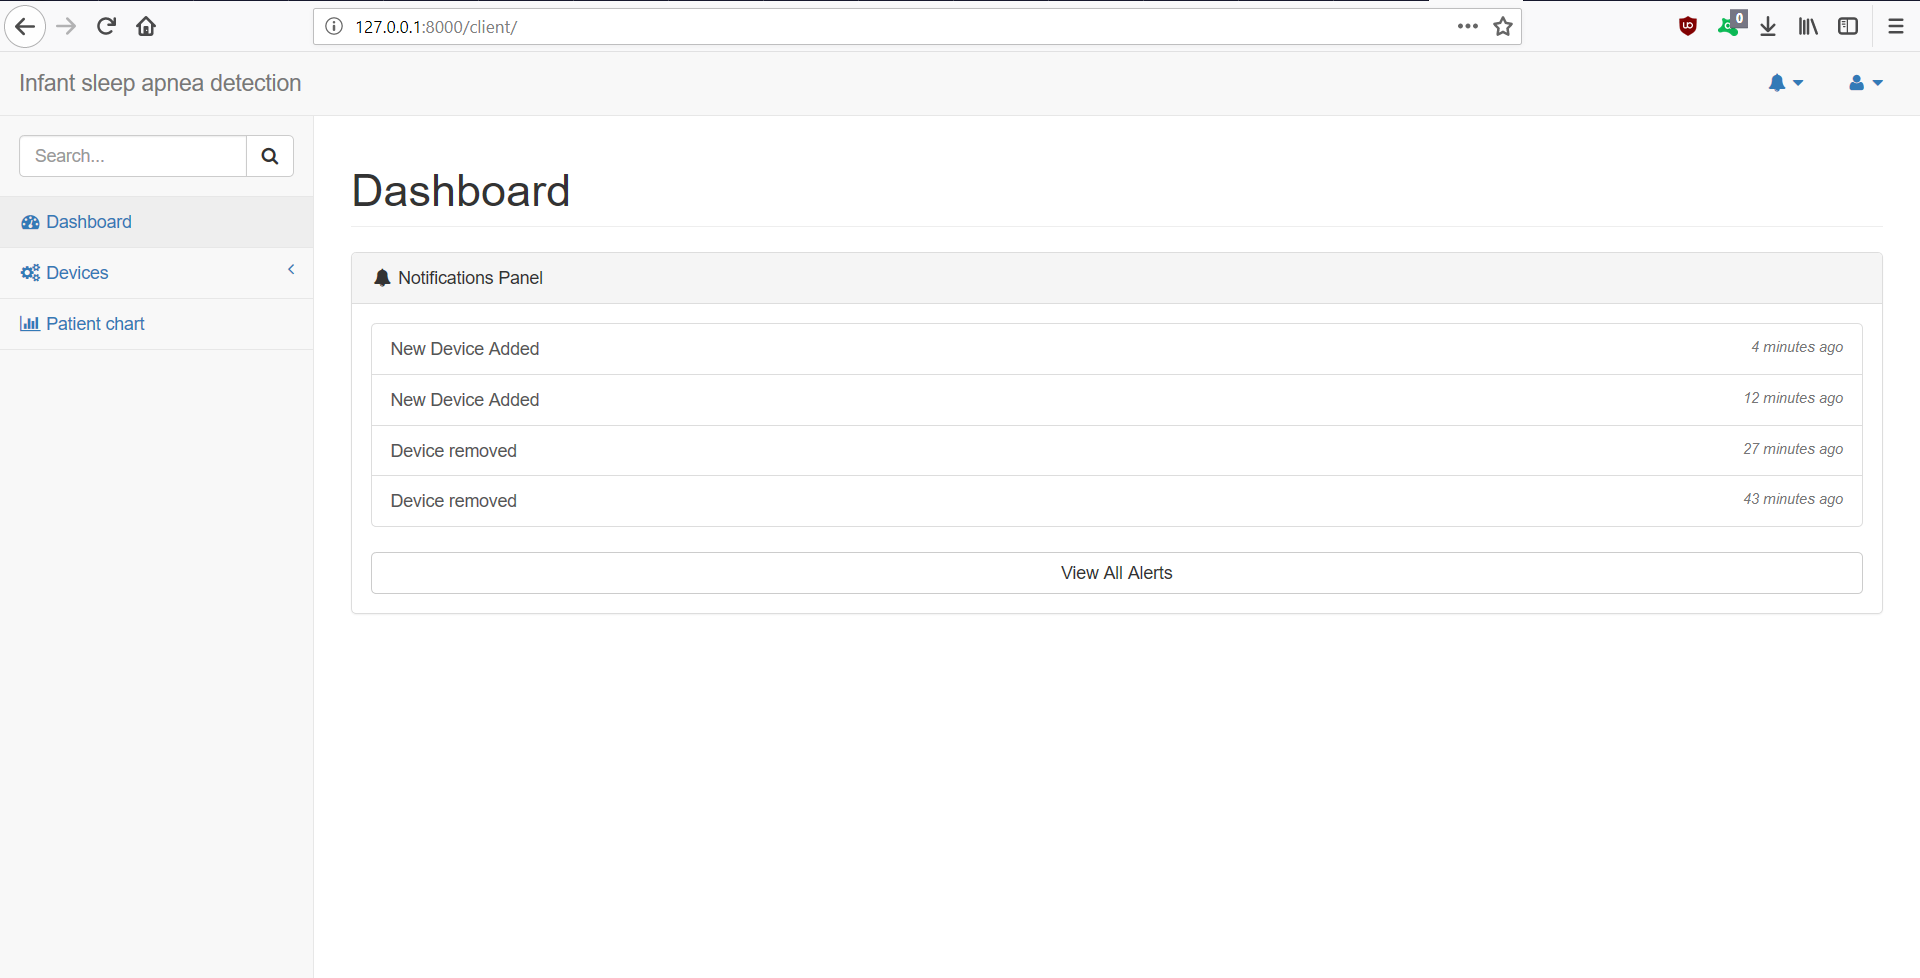 127.0.0.1:8000/client/
0
Infant sleep apnea detection
Search...
Dashboard
Devices
Patient chart
Dashboard
Notifications Panel
New Device Added 4 minutes ago
New Device Added 12 minutes ago
Device removed 27 minutes ago
Device removed 43 minutes ago
View All Alerts